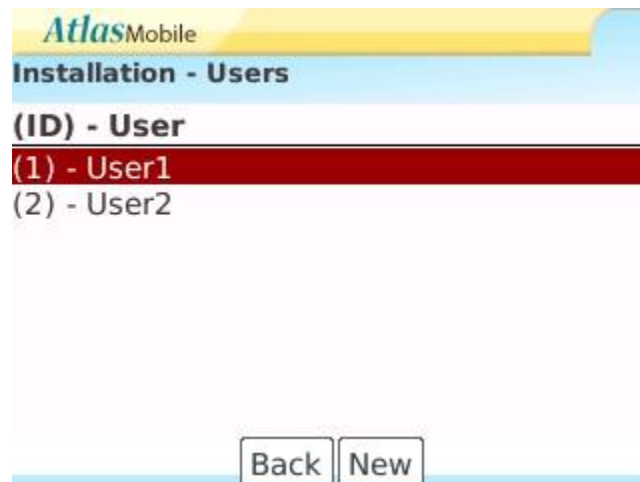 AtlasMobile
Installation - Users
(ID) - User
(1) - User1
(2) - User2
Back New